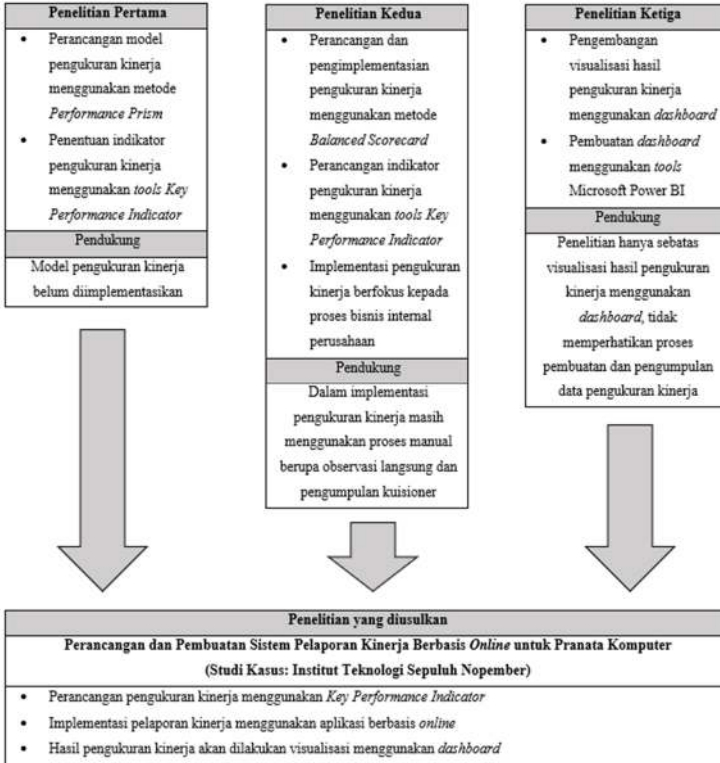 Penelitian Pertama
• Perancangan model
pengukuran kinerja
menggunakan metode
Performance Prism
• Penentuan indikator
pengukuran kinerja
menggunakan tools Key
Performance Indicator
Pendukung
Model pengukuran kinerja
belum diimplementasikan
Penelitian Kedua
• Perancangan dan
pengimplementasian
pengukuran kinerja
menggunakan metode
Balanced Scorecard
• Perancangan indikator
pengukuran kinerja
menggunakan tools Key
Performance Indicator
• Implementasi pengukuran
kinerja berfokus kepada
proses bisnis internal
perusahaan
Pendukung
Dalam implementasi
pengukuran kinerja masih
menggunakan proses manual
berupa observasi langsung dan
pengumpulan kuisioner
Penelitian Ketiga
• Pengembangan
visualisasi hasil
pengukuran kinerja
menggunakan dashboard
• Pembuatan dashboard
menggunakan tools
Microsoft Power BI
Pendukung
Penelitian hanya sebatas
visualisasi hasil pengukuran
kinerja menggunakan
dashboard, tidak
memperhatikan proses
pembuatan dan pengumpulan
data pengukuran kinerja
Penelitian yang diusulkan
Perancangan dan Pembuatan Sistem Pelaporan Kinerja Berbasis Online untuk Pranata Komputer
(Studi Kasus: Institut Teknologi Sepuluh Nopember)
• Perancangan pengukuran kinerja menggunakan Key Performance Indicator
• Implementasi pelaporan kinerja menggunakan aplikasi berbasis online
• Hasil pengukuran kinerja akan dilakukan visualisasi menggunakan dashboard